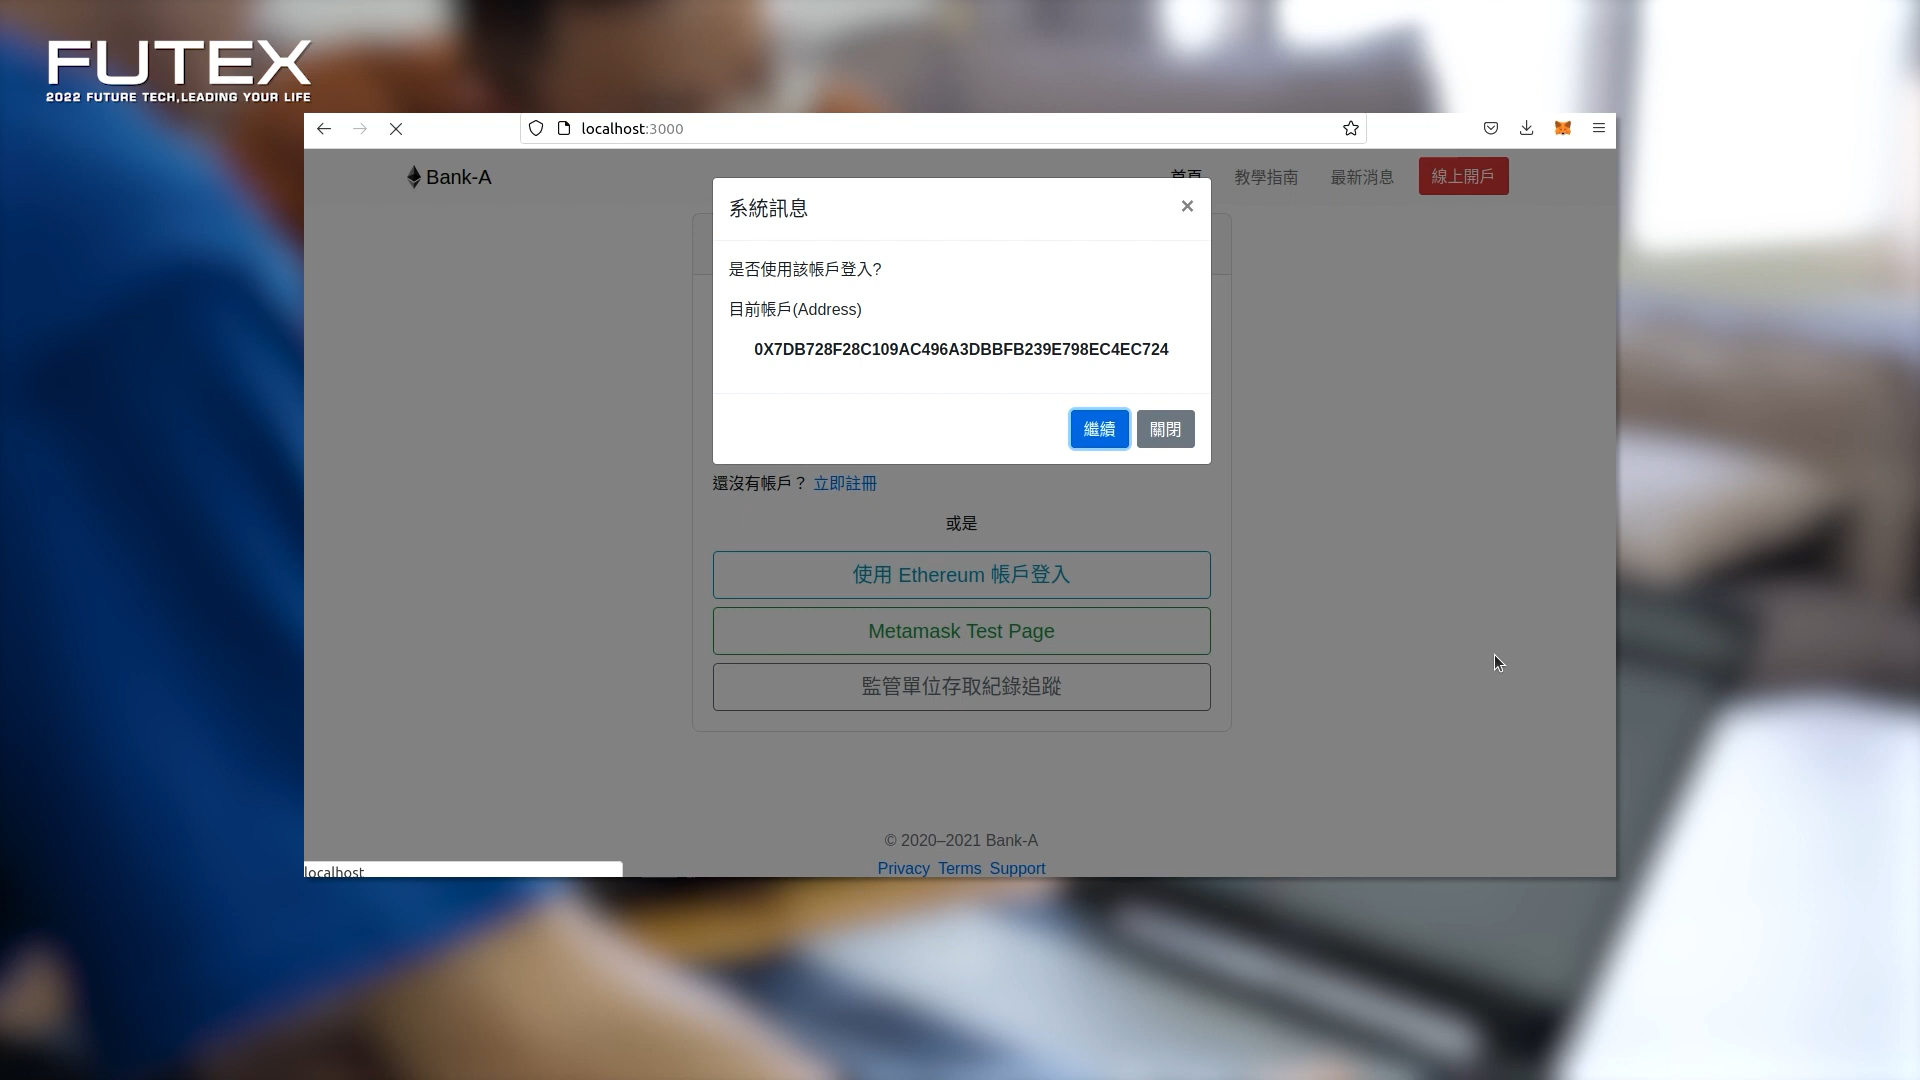 FUTEX
2022 FUTURE TECH,LEADING YOUR LIFE
localhost:3000
Bank-A
首頁
教學指南
最新消息
線上開戶
系統訊息
×
是否使用該帳戶登入?
目前帳戶(Address)
0X7DB728F28C109AC496A3DBBFB239E798EC4EC724
繼續
關閉
還沒有帳戶？ 立即註冊
或是
使用 Ethereum 帳戶登入
Metamask Test Page
監管單位存取紀錄追蹤
© 2020–2021 Bank-A
Privacy Terms Support
localhost